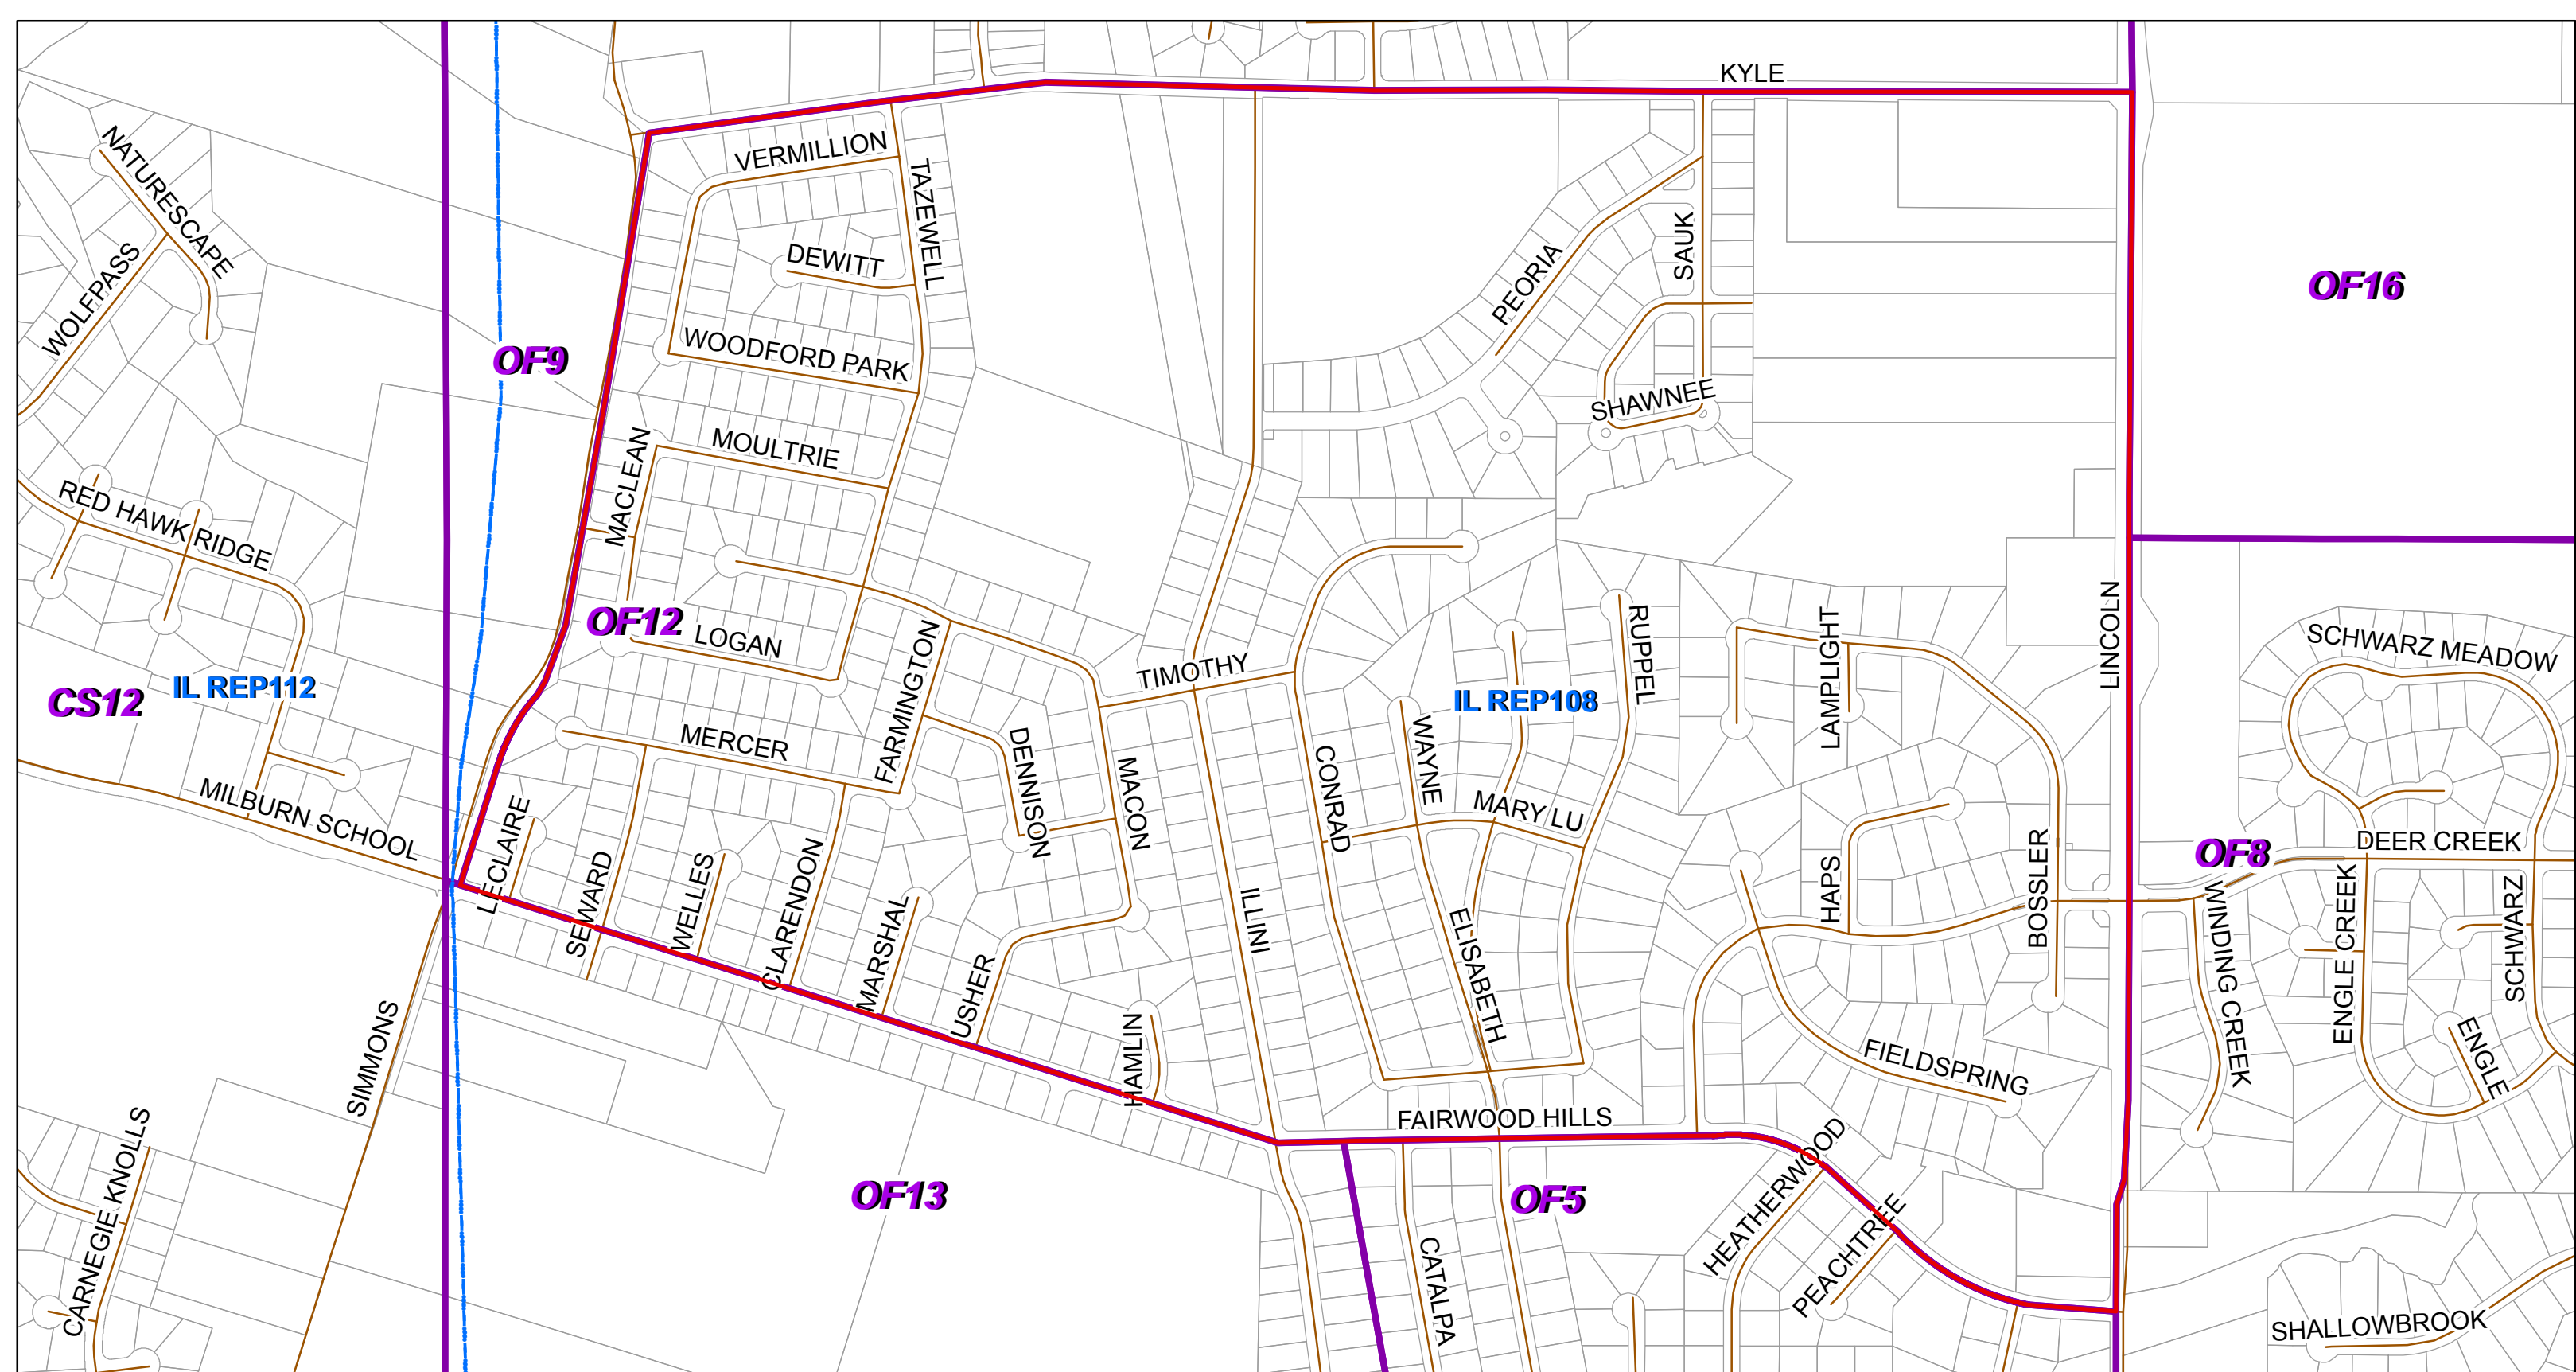 KYLE
NATURESCAPE
VERMILLION
TAZEWELL
WOLFPASS
DEWITT
PEORIA
SAUK
OF16
OF9
WOODFORD PARK
SHAWNEE
MACLEAN
MOULTRIE
RED HAWK RIDGE
OF12
LOGAN
FARMINGTON
TIMOTHY
RUPPEL
LAMPLIGHT
LINCOLN
SCHWARZ MEADOW
CS12
IL REP112
IL REP108
MERCER
DENNISON
MACON
CONRAD
WAYNE
MARY LU
MILBURN SCHOOL
LECLAIRE
SEWARD
WELLES
CLARENDON
MARSHAL
USHER
HAMLIN
ILLINI
ELISABETH
HAPS
BOSSLER
OF8
DEER CREEK
WINDING CREEK
ENGLE CREEK
SCHWARZ
ENGLE
FIELDSPRING
SIMMONS
FAIRWOOD HILLS
CARNEGIE KNOLLS
OF13
OF5
HEATHERWOOD
PEACHTREE
CATALPA
SHALLOWBROOK